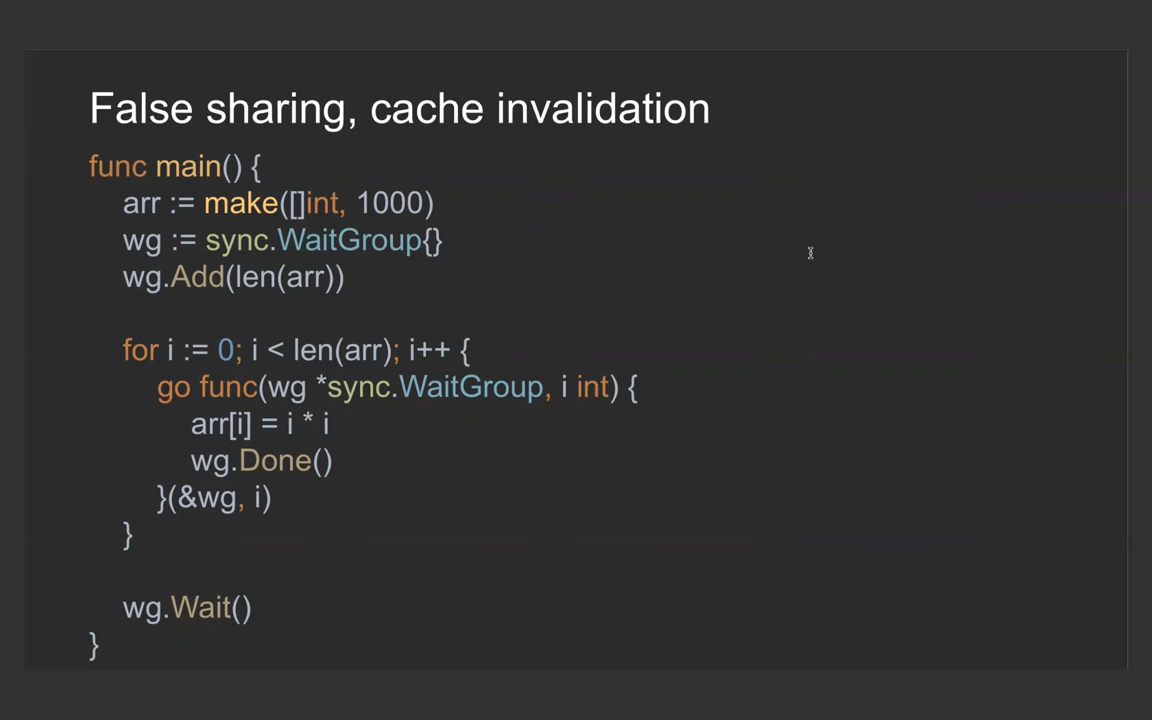 False sharing, cache invalidation
func main() {
arr := make([]int, 1000)
wg := sync.WaitGroup{}
wg.Add(len(arr))
for i := 0; i < len(arr); i++ {
go func(wg *sync.WaitGroup, i int) {
arr[i] = i * i
wg.Done()
}(&wg, i)
}
wg.Wait()
}